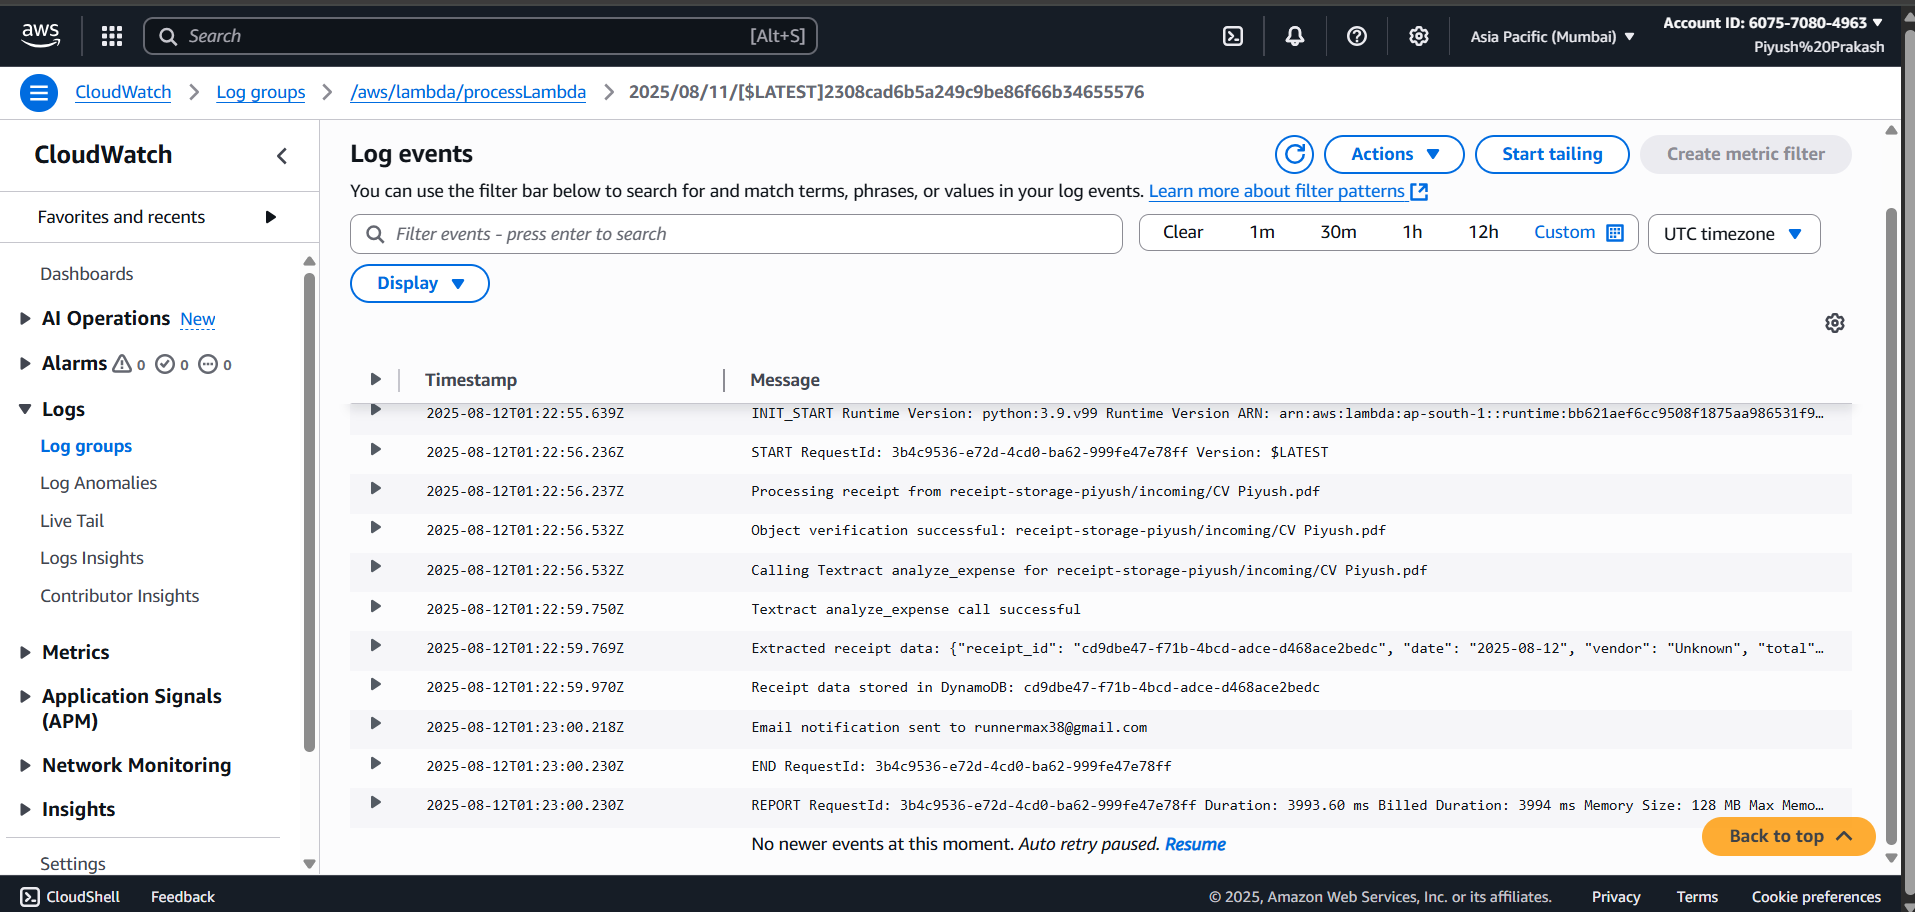 aws
Search
[Alt+S]
Asia Pacific (Mumbai)
Account ID: 6075-7080-4963
Piyush%20Prakash
CloudWatch
Log groups
/aws/lambda/processLambda
2025/08/11/[$LATEST]2308cad6b5a249c9be86f66b34655576
CloudWatch
Favorites and recents
Dashboards
AI Operations New
Alarms 0 0 0
Logs
Log groups
Log Anomalies
Live Tail
Logs Insights
Contributor Insights
Metrics
Application Signals
(APM)
Network Monitoring
Insights
Settings
Log events
Actions
Start tailing
Create metric filter
You can use the filter bar below to search for and match terms, phrases, or values in your log events. Learn more about filter patterns
Filter events - press enter to search
Clear 1m 30m 1h 12h Custom
UTC timezone
Display
Timestamp Message
2025-08-12T01:22:55.639Z INIT_START Runtime Version: python:3.9.v99 Runtime Version ARN: arn:aws:lambda:ap-south-1::runtime:bb621aef6cc9508f1875aa986531f9…
2025-08-12T01:22:56.236Z START RequestId: 3b4c9536-e72d-4cd0-ba62-999fe47e78ff Version: $LATEST
2025-08-12T01:22:56.237Z Processing receipt from receipt-storage-piyush/incoming/CV Piyush.pdf
2025-08-12T01:22:56.532Z Object verification successful: receipt-storage-piyush/incoming/CV Piyush.pdf
2025-08-12T01:22:56.532Z Calling Textract analyze_expense for receipt-storage-piyush/incoming/CV Piyush.pdf
2025-08-12T01:22:59.750Z Textract analyze_expense call successful
2025-08-12T01:22:59.769Z Extracted receipt data: {"receipt_id": "cd9dbe47-f71b-4bcd-adce-d468ace2bedc", "date": "2025-08-12", "vendor": "Unknown", "total"…
2025-08-12T01:22:59.970Z Receipt data stored in DynamoDB: cd9dbe47-f71b-4bcd-adce-d468ace2bedc
2025-08-12T01:23:00.218Z Email notification sent to runnermax38@gmail.com
2025-08-12T01:23:00.230Z END RequestId: 3b4c9536-e72d-4cd0-ba62-999fe47e78ff
2025-08-12T01:23:00.230Z REPORT RequestId: 3b4c9536-e72d-4cd0-ba62-999fe47e78ff Duration: 3993.60 ms Billed Duration: 3994 ms Memory Size: 128 MB Max Memo…
No newer events at this moment. Auto retry paused. Resume
Back to top
CloudShell
Feedback
© 2025, Amazon Web Services, Inc. or its affiliates.
Privacy
Terms
Cookie preferences